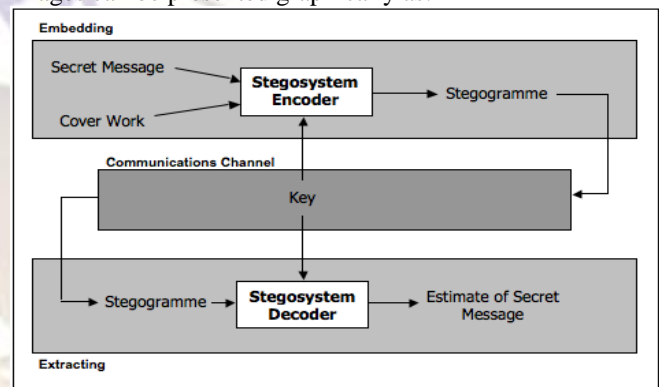 Embedding
Secret Message
Stegosystem
Encoder
Stegogramme
Cover Work
Communications Channel
Key
Stegogramme
Stegosystem
Decoder
Estimate of Secret
Message
Extracting